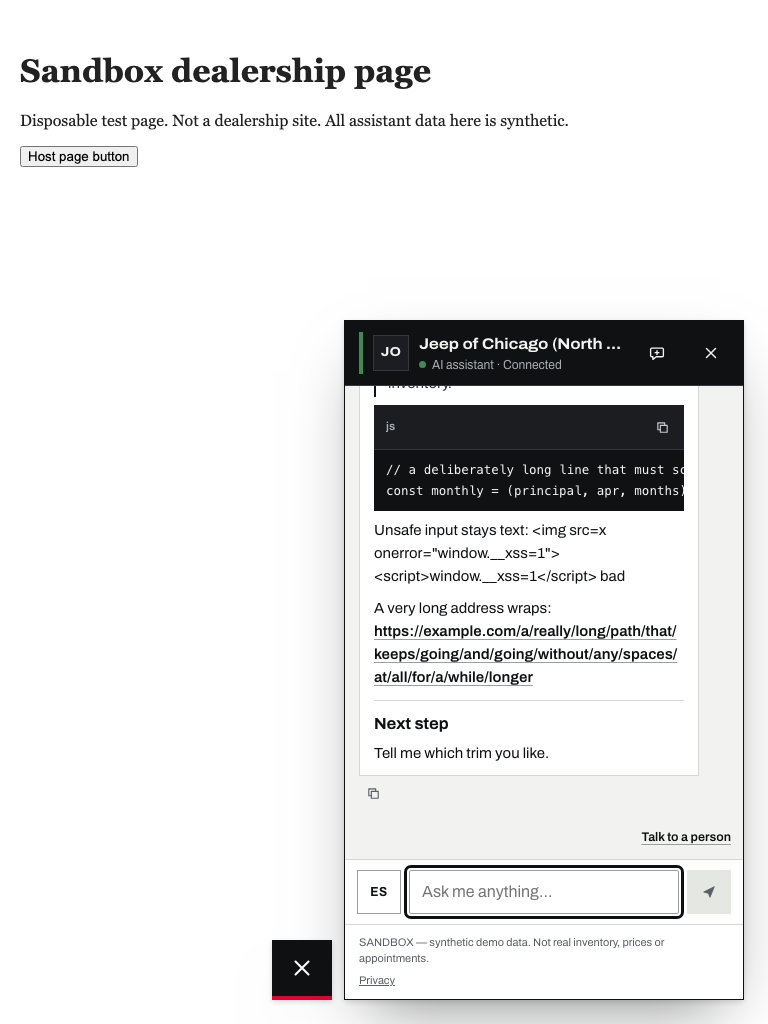 Sandbox dealership page
Disposable test page. Not a dealership site. All assistant data here is synthetic.
Host page button
JO
Jeep of Chicago (North ...
AI assistant · Connected
inventory.
js
// a deliberately long line that must sc
const monthly = (principal, apr, months)
Unsafe input stays text: <img src=x
onerror="window.__xss=1">
<script>window.__xss=1</script> bad
A very long address wraps:
https://example.com/a/really/long/path/that/
keeps/going/and/going/without/any/spaces/
at/all/for/a/while/longer
Next step
Tell me which trim you like.
Talk to a person
ES
Ask me anything...
SANDBOX — synthetic demo data. Not real inventory, prices or
appointments.
Privacy